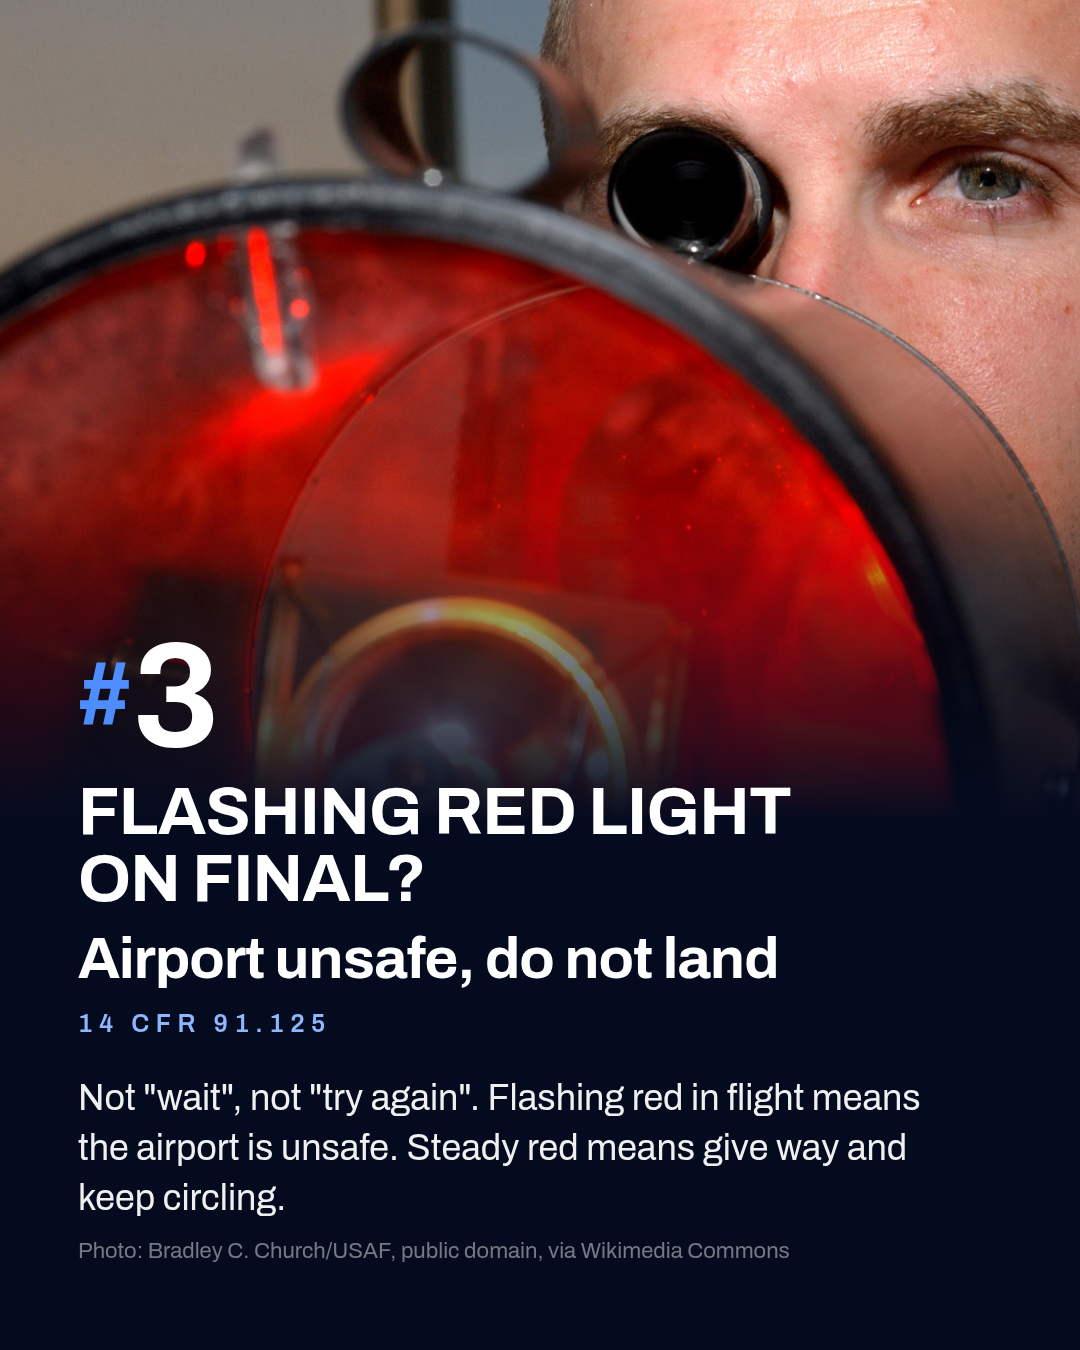 #3
FLASHING RED LIGHT
ON FINAL?
Airport unsafe, do not land
14 CFR 91.125
Not "wait", not "try again". Flashing red in flight means
the airport is unsafe. Steady red means give way and
keep circling.
Photo: Bradley C. Church/USAF, public domain, via Wikimedia Commons